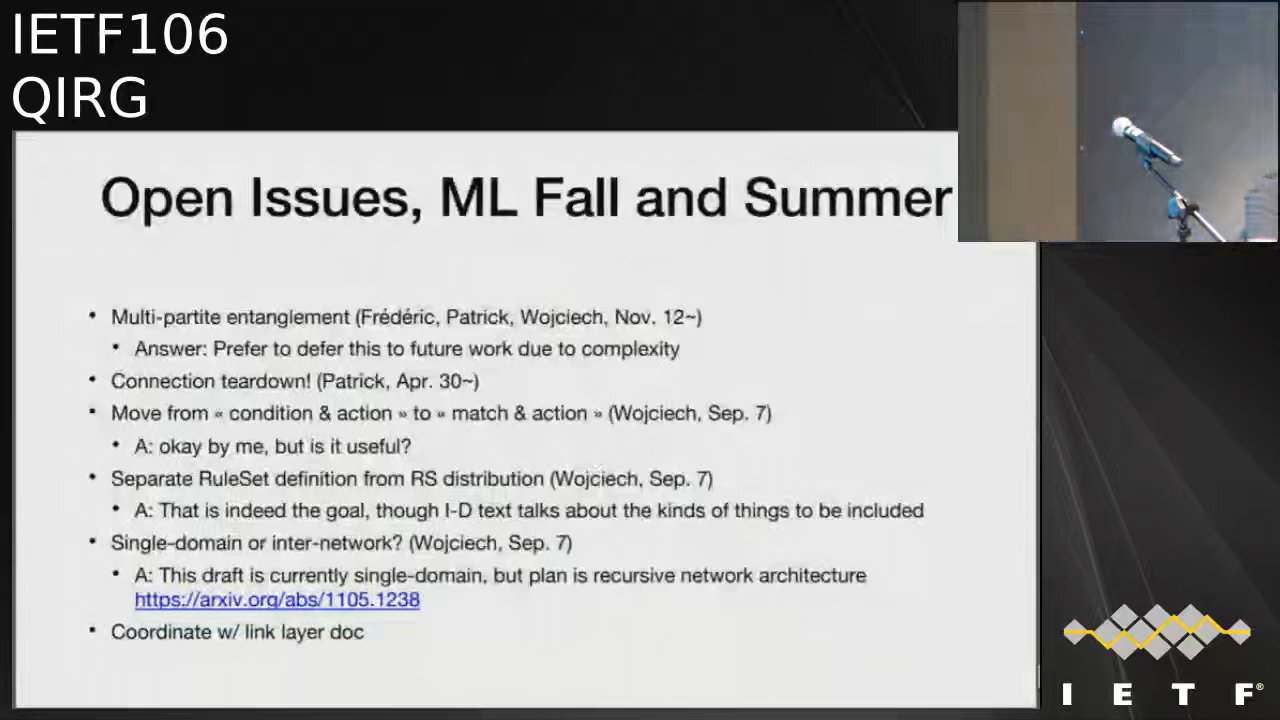 IETF106
QIRG
Open Issues, ML Fall and Summer
• Multi-partite entanglement (Frédéric, Patrick, Wojciech, Nov. 12~)
• Answer: Prefer to defer this to future work due to complexity
• Connection teardown! (Patrick, Apr. 30~)
• Move from « condition & action » to « match & action » (Wojciech, Sep. 7)
• A: okay by me, but is it useful?
• Separate RuleSet definition from RS distribution (Wojciech, Sep. 7)
• A: That is indeed the goal, though I-D text talks about the kinds of things to be included
• Single-domain or inter-network? (Wojciech, Sep. 7)
• A: This draft is currently single-domain, but plan is recursive network architecture
https://arxiv.org/abs/1105.1238
• Coordinate w/ link layer doc
I E T F®